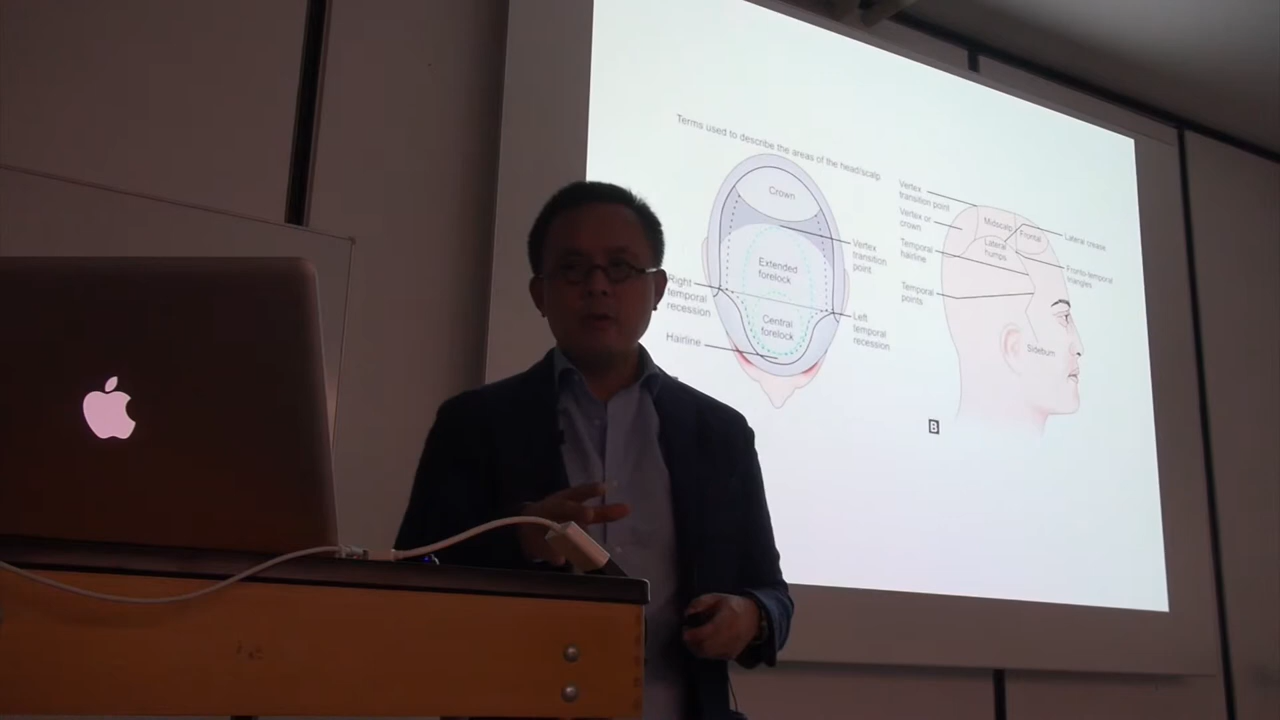 Terms used to describe the areas of the head/scalp
Crown
Vertex
transition
point
Extended
forelock
Right
temporal
recession
Central
forelock
Left
temporal
recession
Hairline
Vertex
transition point
Vertex or
crown
Temporal
hairline
Temporal
points
Midscalp
Frontal
Lateral
humps
Lateral crease
Fronto-temporal
triangles
Sideburn
B